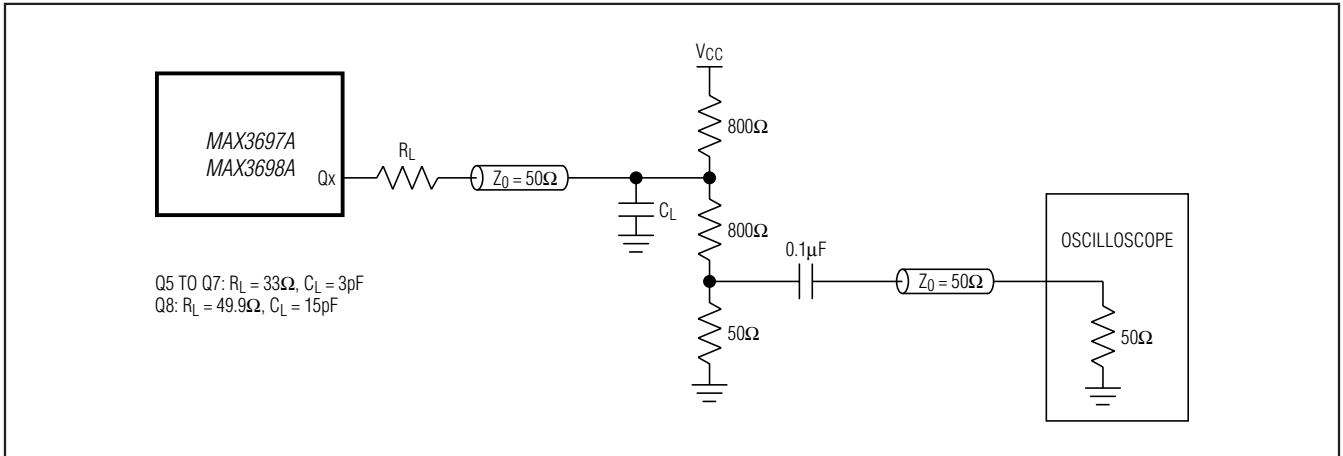 MAX3697A
MAX3698A
Qx
RL
Z0 = 50Ω
CL
VCC
800Ω
800Ω
50Ω
0.1μF
Z0 = 50Ω
OSCILLOSCOPE
50Ω
Q5 TO Q7: RL = 33Ω, CL = 3pF
Q8: RL = 49.9Ω, CL = 15pF